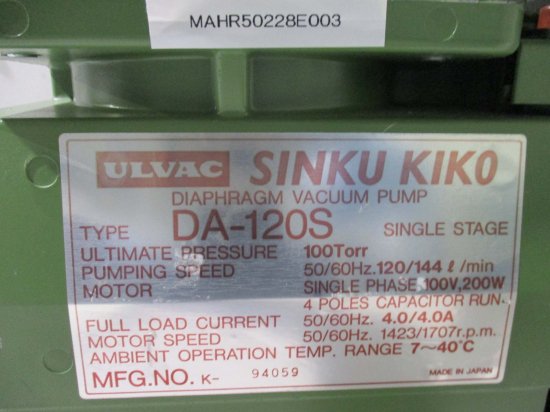 MAHR50228E003
ULVAC SINKU KIKO
DIAPHRAGM VACUUM PUMP
TYPE DA-120S SINGLE STAGE
ULTIMATE PRESSURE 100Torr
PUMPING SPEED 50/60Hz. 120/144 ℓ/min
MOTOR SINGLE PHASE, 100V, 200W
4 POLES CAPACITOR RUN-
FULL LOAD CURRENT 50/60Hz. 4.0/4.0A
MOTOR SPEED 50/60Hz. 1423/1707r.p.m.
AMBIENT OPERATION TEMP. RANGE 7~40°C
MFG.NO. K- 94059 MADE IN JAPAN